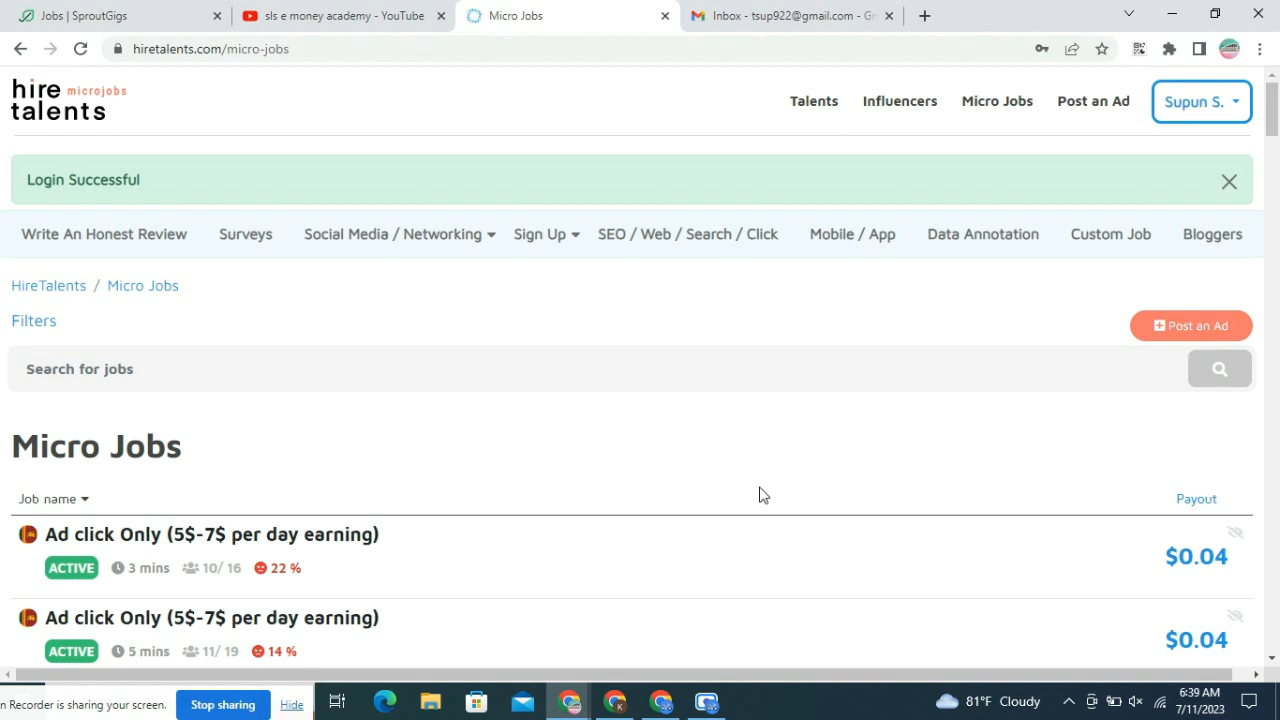 Jobs | SproutGigs
sls e money academy - YouTube
Micro Jobs
Inbox - tsup922@gmail.com - G
hiretalents.com/micro-jobs
hire microjobs
talents
Talents
Influencers
Micro Jobs
Post an Ad
Supun S.
Login Successful
Write An Honest Review
Surveys
Social Media / Networking
Sign Up
SEO / Web / Search / Click
Mobile / App
Data Annotation
Custom Job
Bloggers
HireTalents / Micro Jobs
Filters
Post an Ad
Search for jobs
Micro Jobs
Job name
Payout
Ad click Only (5$-7$ per day earning)
$0.04
ACTIVE 3 mins 10/ 16 22 %
Ad click Only (5$-7$ per day earning)
$0.04
ACTIVE 5 mins 11/ 19 14 %
n Recorder is sharing your screen.
Stop sharing
Hide
81°F Cloudy
6:39 AM
7/11/2023